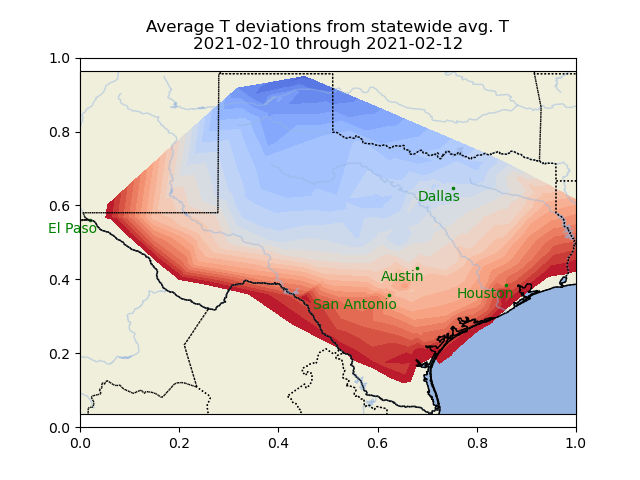 Average T deviations from statewide avg. T
2021-02-10 through 2021-02-12
1.0
0.8
0.6
0.4
0.2
0.0
Dallas
El Paso
Austin
Houston
San Antonio
0.0 0.2 0.4 0.6 0.8 1.0